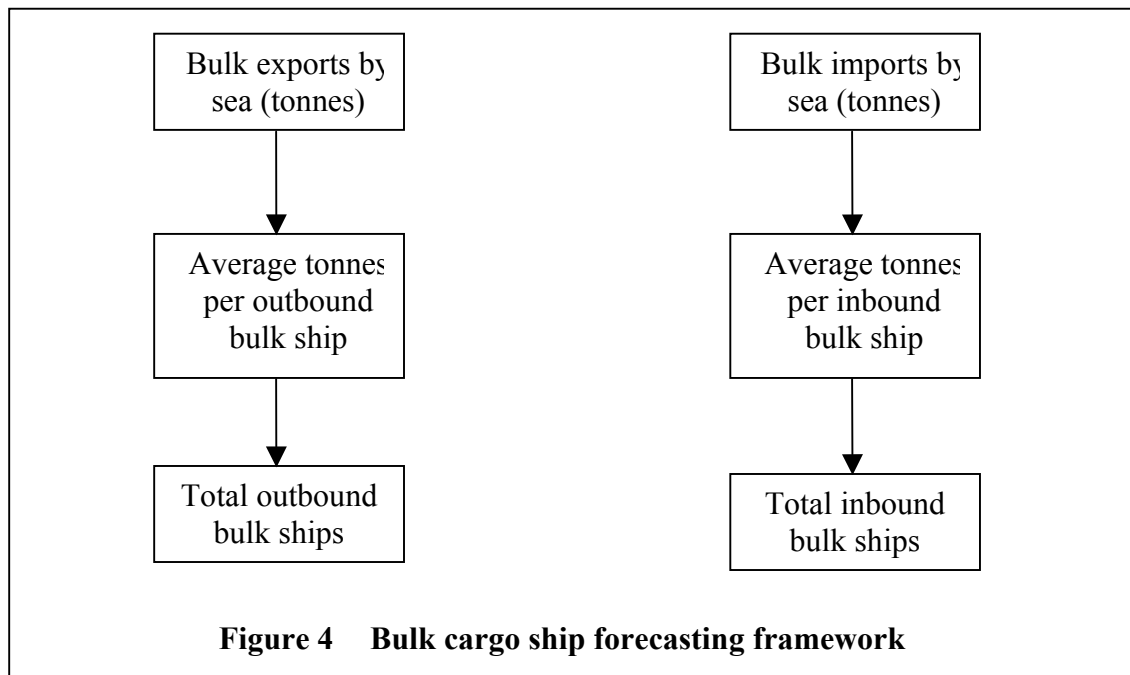 Bulk exports by
sea (tonnes)
Bulk imports by
sea (tonnes)
Average tonnes
per outbound
bulk ship
Average tonnes
per inbound
bulk ship
Total outbound
bulk ships
Total inbound
bulk ships
Figure 4 Bulk cargo ship forecasting framework